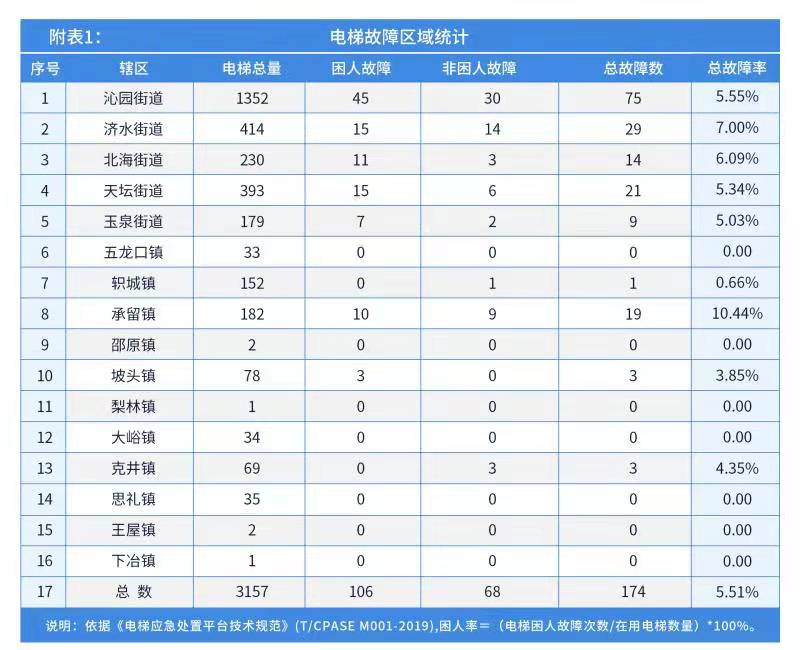 附表1： 电梯故障区域统计
序号 辖区 电梯总量 困人故障 非困人故障 总故障数 总故障率
1 沁园街道 1352 45 30 75 5.55%
2 济水街道 414 15 14 29 7.00%
3 北海街道 230 11 3 14 6.09%
4 天坛街道 393 15 6 21 5.34%
5 玉泉街道 179 7 2 9 5.03%
6 五龙口镇 33 0 0 0 0.00
7 轵城镇 152 0 1 1 0.66%
8 承留镇 182 10 9 19 10.44%
9 邵原镇 2 0 0 0 0.00
10 坡头镇 78 3 0 3 3.85%
11 梨林镇 1 0 0 0 0.00
12 大峪镇 34 0 0 0 0.00
13 克井镇 69 0 3 3 4.35%
14 思礼镇 35 0 0 0 0.00
15 王屋镇 2 0 0 0 0.00
16 下冶镇 1 0 0 0 0.00
17 总 数 3157 106 68 174 5.51%
说明：依据《电梯应急处置平台技术规范》(T/CPASE M001-2019),困人率＝（电梯困人故障次数/在用电梯数量）*100%。